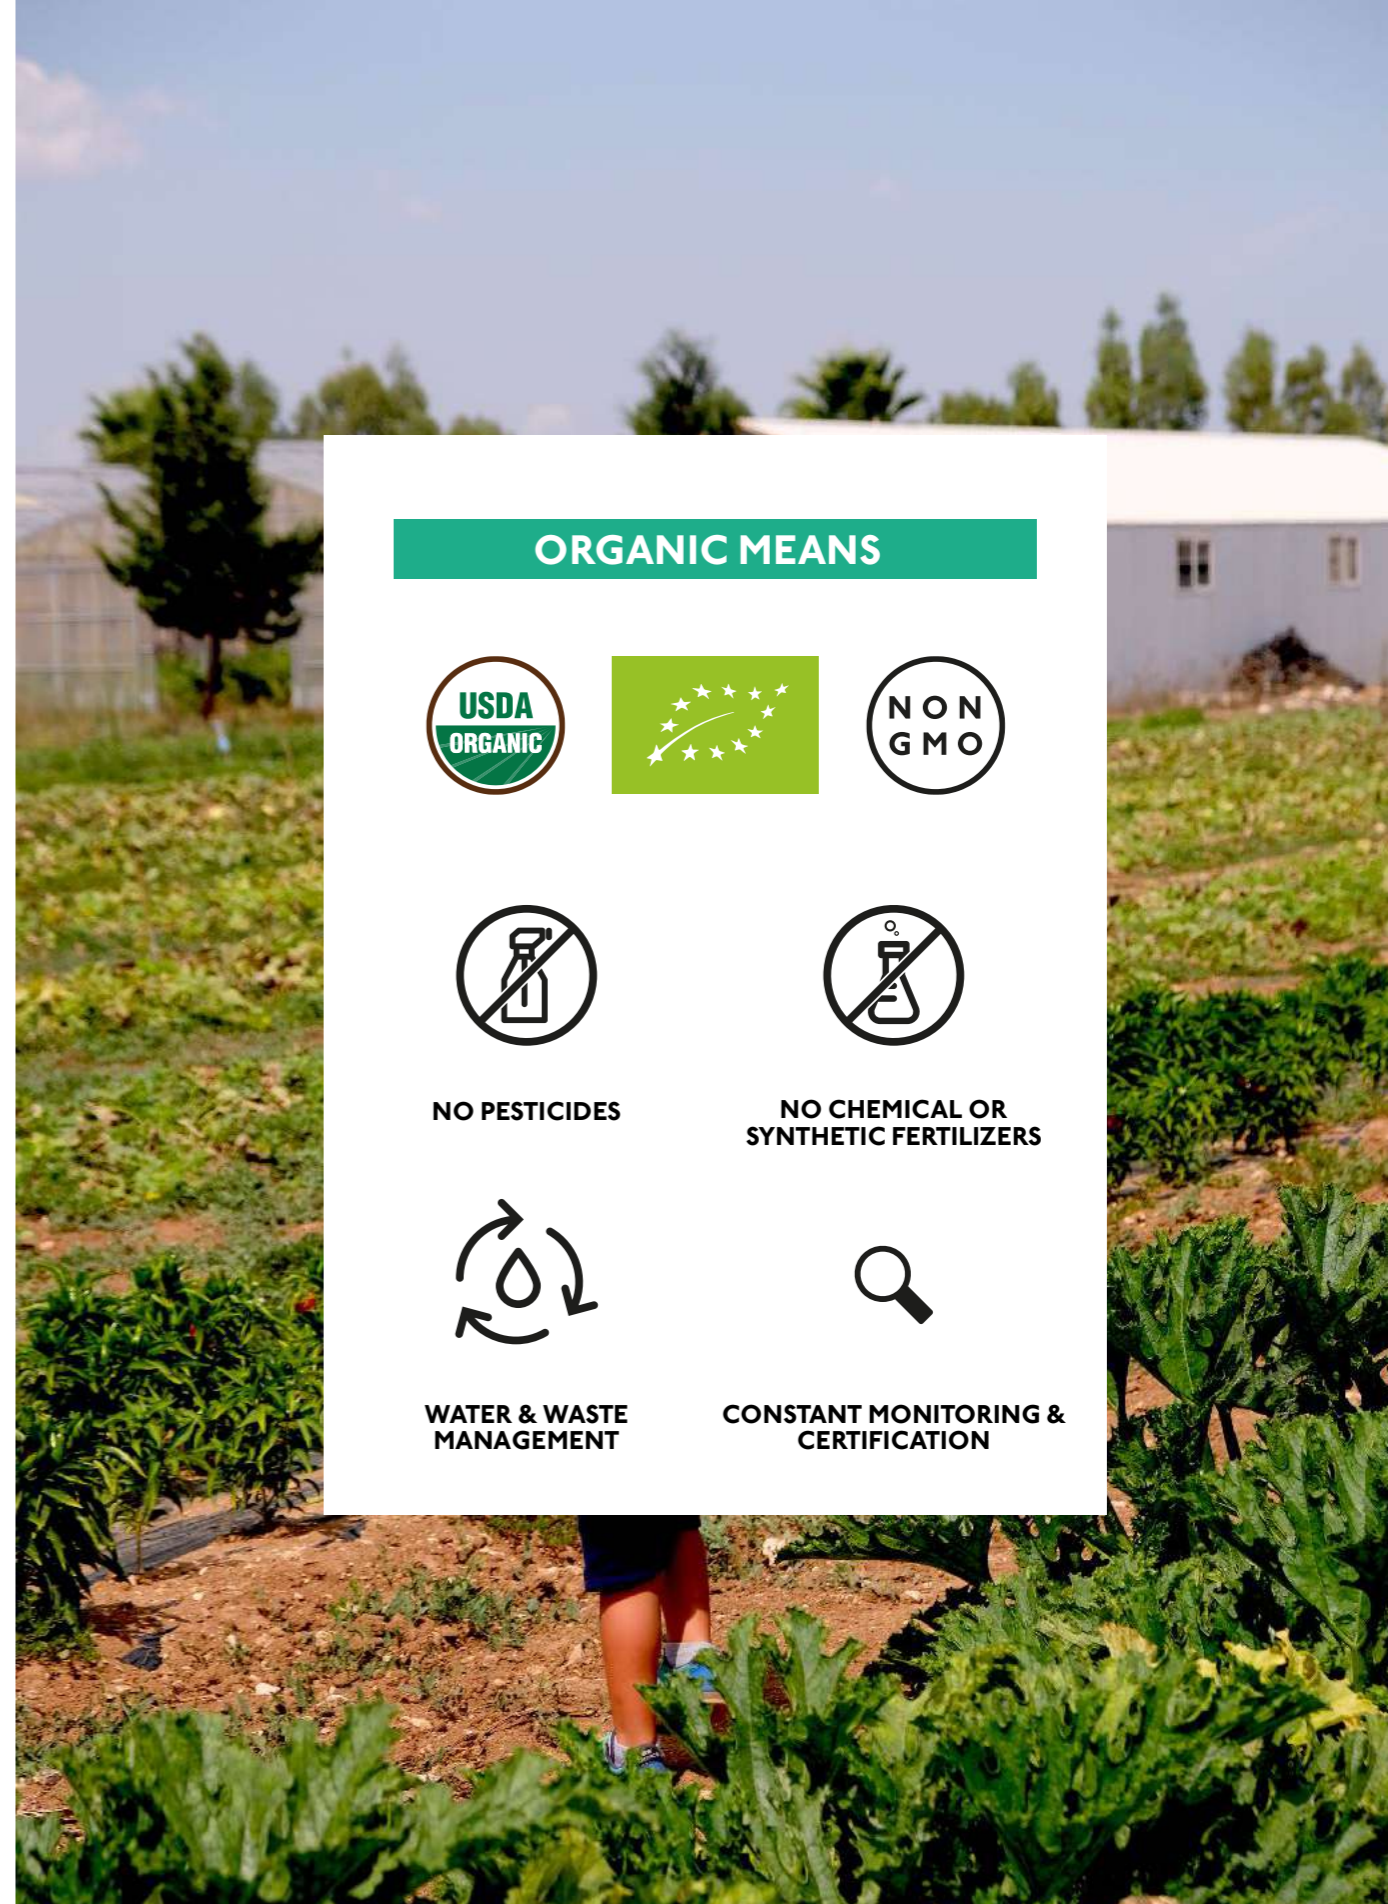 ORGANIC MEANS
USDA
ORGANIC
NON
GMO
NO PESTICIDES
NO CHEMICAL OR
SYNTHETIC FERTILIZERS
WATER & WASTE
MANAGEMENT
CONSTANT MONITORING &
CERTIFICATION